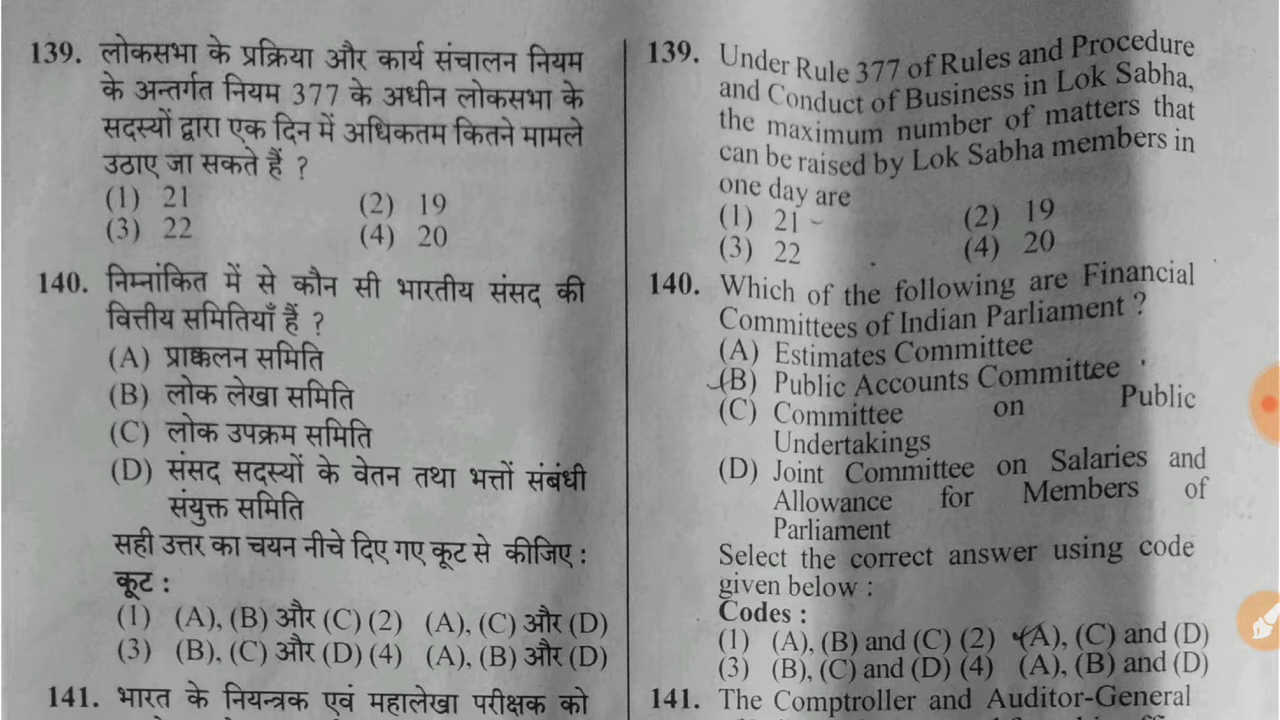 139. लोकसभा के प्रक्रिया और कार्य संचालन नियम
के अन्तर्गत नियम 377 के अधीन लोकसभा के
सदस्यों द्वारा एक दिन में अधिकतम कितने मामले
उठाए जा सकते हैं ?
(1) 21 (2) 19
(3) 22 (4) 20
140. निम्नांकित में से कौन सी भारतीय संसद की
वित्तीय समितियाँ हैं ?
(A) प्राक्कलन समिति
(B) लोक लेखा समिति
(C) लोक उपक्रम समिति
(D) संसद सदस्यों के वेतन तथा भत्तों संबंधी
संयुक्त समिति
सही उत्तर का चयन नीचे दिए गए कूट से कीजिए :
कूट :
(1) (A), (B) और (C) (2) (A), (C) और (D)
(3) (B), (C) और (D) (4) (A), (B) और (D)
141. भारत के नियन्त्रक एवं महालेखा परीक्षक को
139. Under Rule 377 of Rules and Procedure
and Conduct of Business in Lok Sabha,
the maximum number of matters that
can be raised by Lok Sabha members in
one day are
(1) 21 (2) 19
(3) 22 (4) 20
140. Which of the following are Financial
Committees of Indian Parliament ?
(A) Estimates Committee
(B) Public Accounts Committee
(C) Committee on Public
Undertakings
(D) Joint Committee on Salaries and
Allowance for Members of
Parliament
Select the correct answer using code
given below :
Codes :
(1) (A), (B) and (C) (2) (A), (C) and (D)
(3) (B), (C) and (D) (4) (A), (B) and (D)
141. The Comptroller and Auditor-General